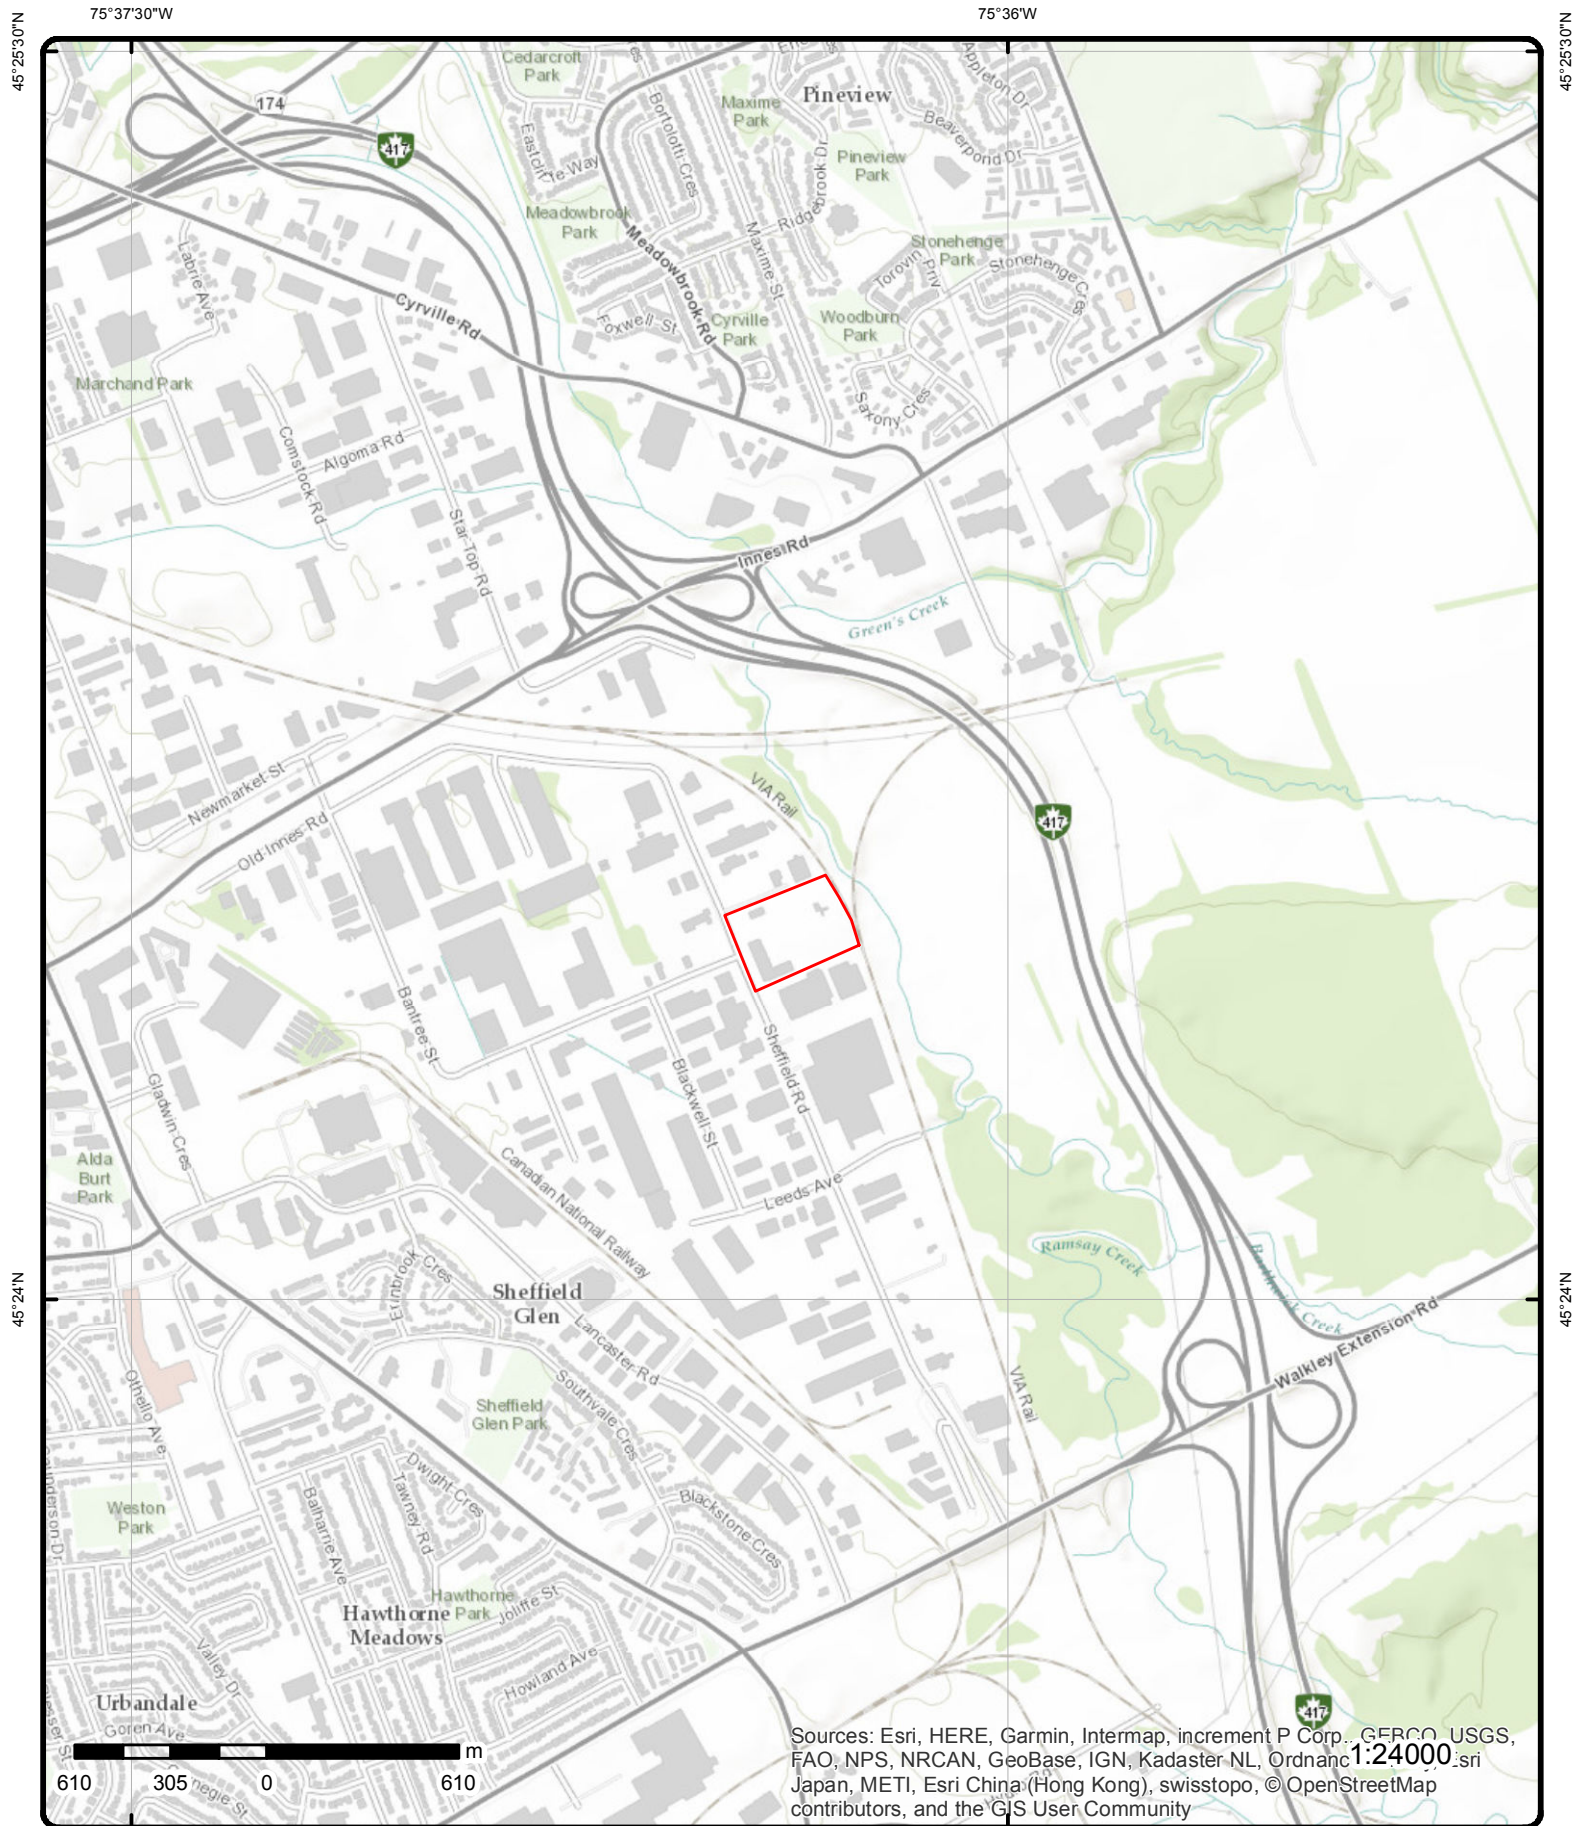 75°37'30"W
75°36'W
45°25'30"N
45°25'30"N
Cedarcroft
Park
174
417
Pineview
Maxime
Park
Appleton Dr
Bortolotti Cres
Beaverpond Dr
Pineview
Park
Meadowbrook
Park
Ridgebrook Dr
Maxime St
Meadowbrook Rd
Stonehenge
Park
Torovin
Priv
Stonehenge Cres
Labrie Ave
Cyrville Rd
Foxwell St
Cyrville
Park
Woodburn
Park
Marchand Park
Saxony Cres
Comstock Rd
Algoma Rd
Star Top Rd
Innes Rd
Green's Creek
Newmarket St
Old Innes Rd
VIA Rail
417
Bantree St
Sheffield Rd
Blackwell St
Gladwin Cres
Alda
Burt
Park
Canadian National Railway
Leeds Ave
Ramsay Creek
Erinbrook
Cres
Sheffield
Glen
Borthwick Creek
45°24'N
45°24'N
Walkley Extension Rd
Lancaster Rd
Othello Ave
Sheffield
Glen Park
Southvale Cres
VIA Rail
Dwight Cres
Tawney Rd
Balharrie Ave
Weston
Park
Blackstone Cres
Hawthorne
Park
Joliffe St
Hawthorne
Meadows
Valley Dr
Howland Ave
Urbandale
Goren Ave
417
m
610
305
0
610
Sources: Esri, HERE, Garmin, Intermap, increment P Corp., GEBCO, USGS,
FAO, NPS, NRCAN, GeoBase, IGN, Kadaster NL, Ordnanc
1:24000
Esri
Japan, METI, Esri China (Hong Kong), swisstopo, © OpenStreetMap
contributors, and the GIS User Community